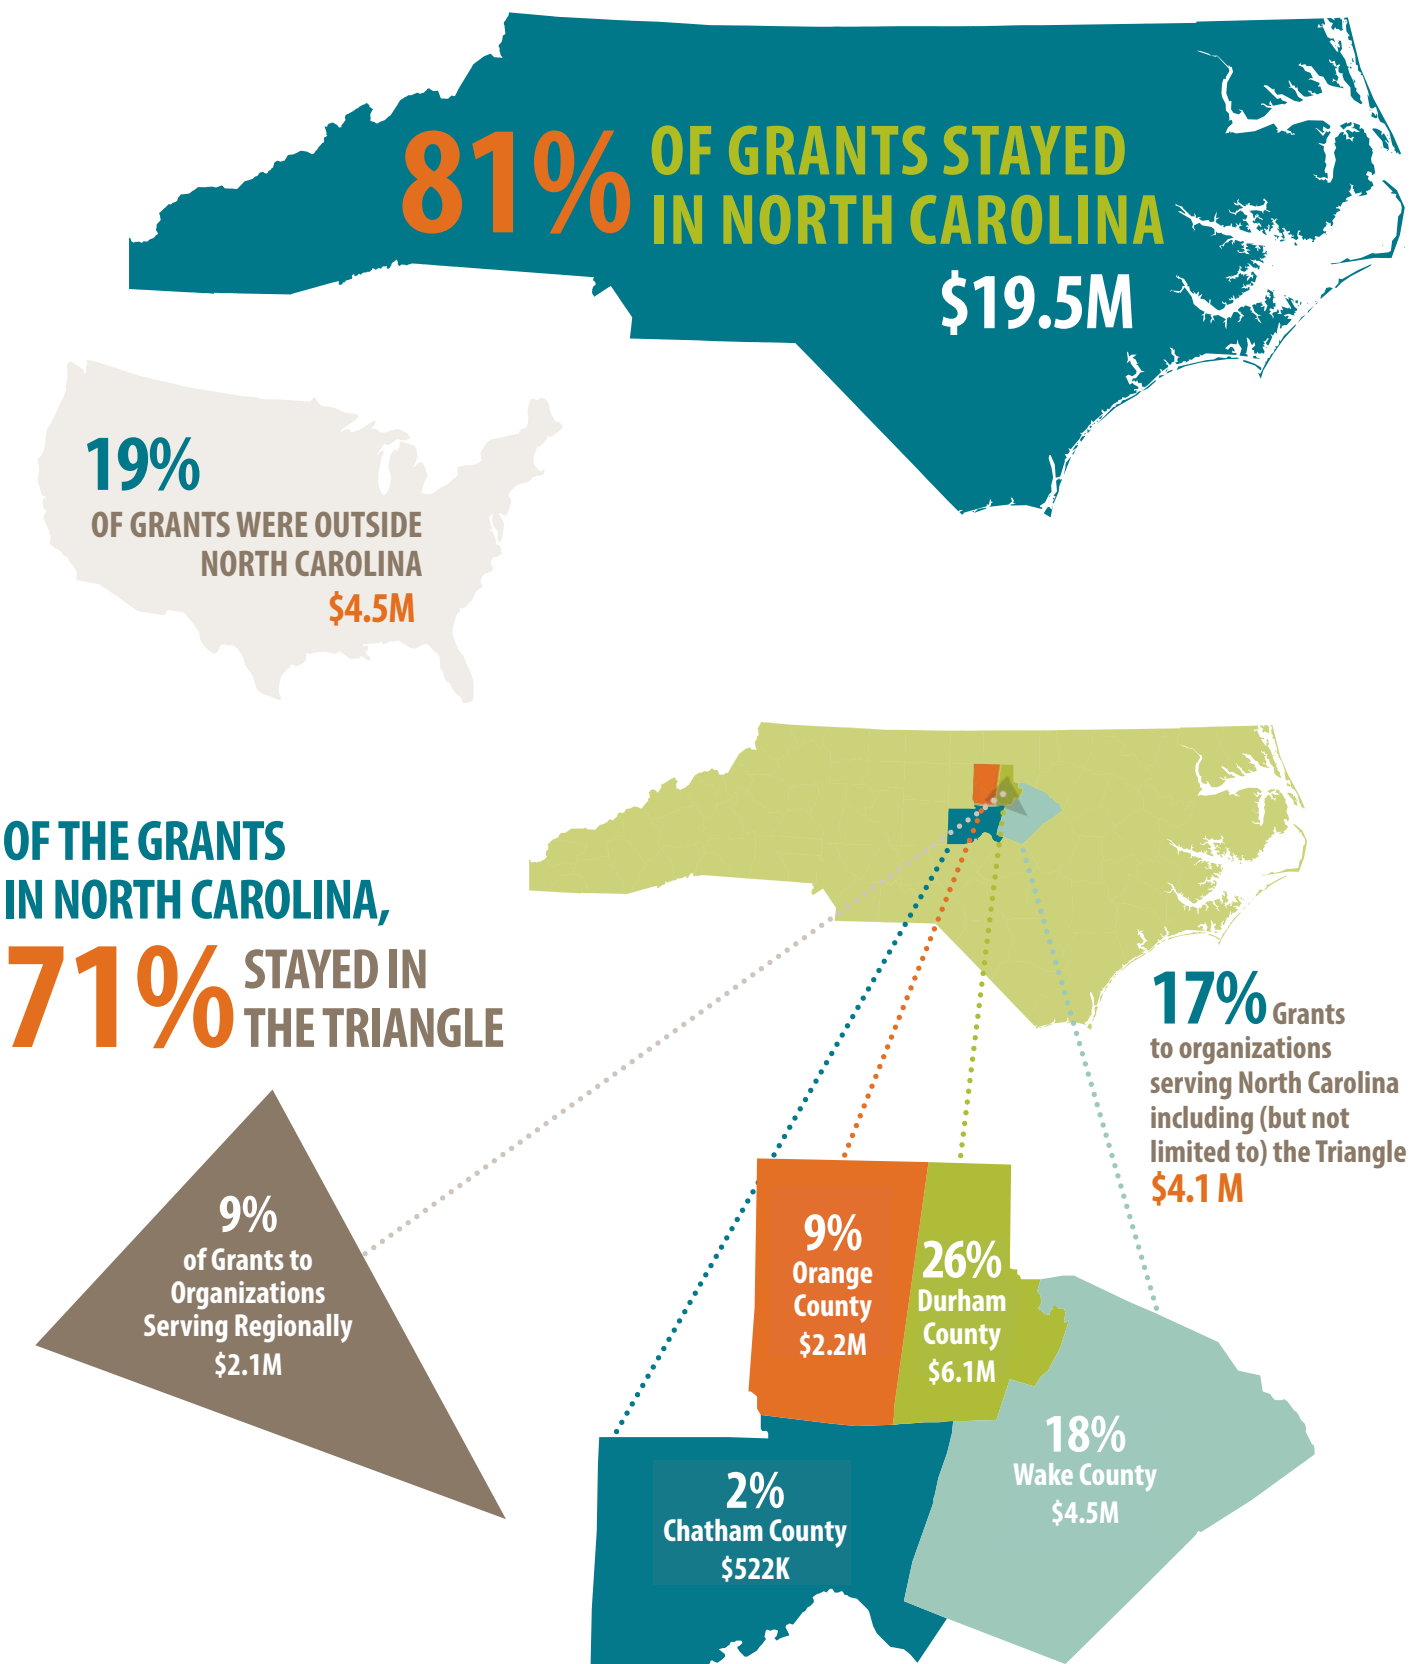 81% OF GRANTS STAYED
IN NORTH CAROLINA
$19.5M
19%
OF GRANTS WERE OUTSIDE
NORTH CAROLINA
$4.5M
OF THE GRANTS
IN NORTH CAROLINA,
71% STAYED IN
THE TRIANGLE
17% Grants
to organizations
serving North Carolina
including (but not
limited to) the Triangle
$4.1 M
9%
of Grants to
Organizations
Serving Regionally
$2.1M
9%
Orange
County
$2.2M
26%
Durham
County
$6.1M
18%
Wake County
$4.5M
2%
Chatham County
$522K